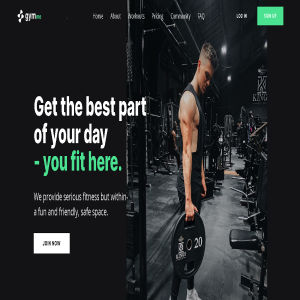 gym
Home About Workouts Pricing Community FAQ
LOG IN
SIGN UP
Get the best part
of your day
- you fit here.
We provide serious fitness but within
a fun and friendly, safe space.
JOIN NOW
20